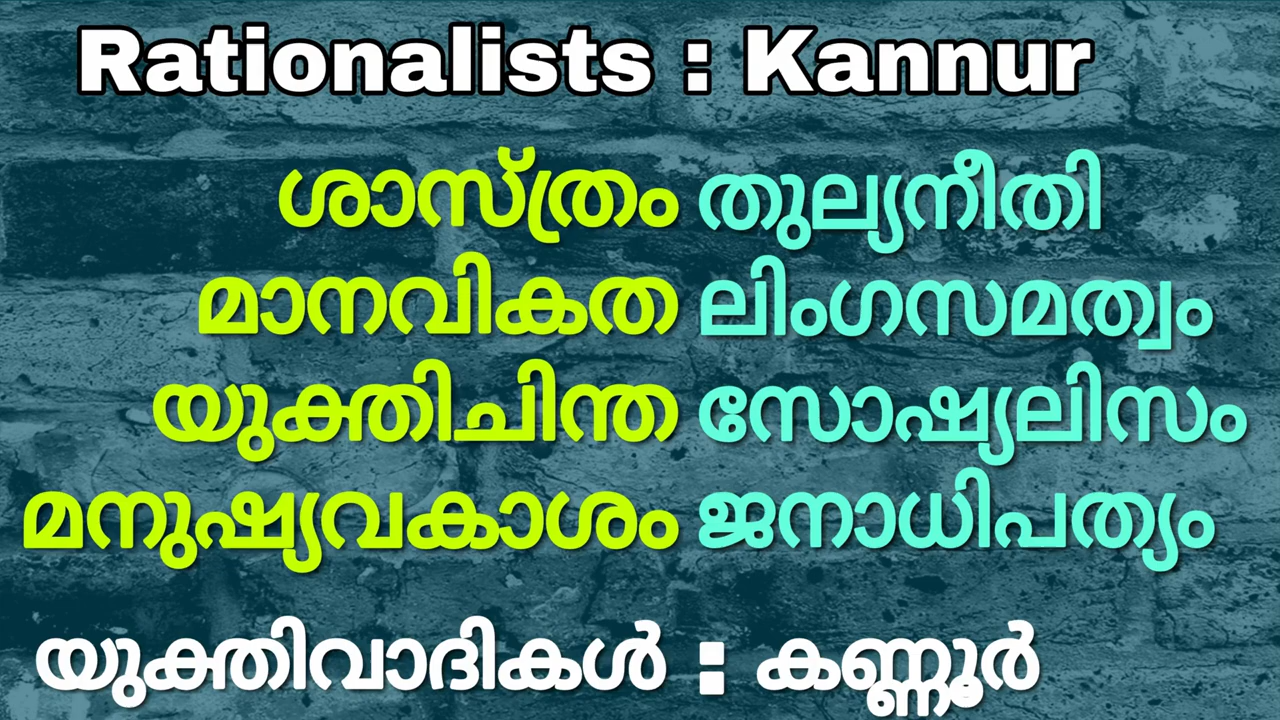 Rationalists : Kannur
ശാസ്ത്രം തുല്യനീതി
മാനവികത ലിംഗസമത്വം
യുക്തിചിന്ത സോഷ്യലിസം
മനുഷ്യവകാശം ജനാധിപത്യം
യുക്തിവാദികൾ : കണ്ണൂർ